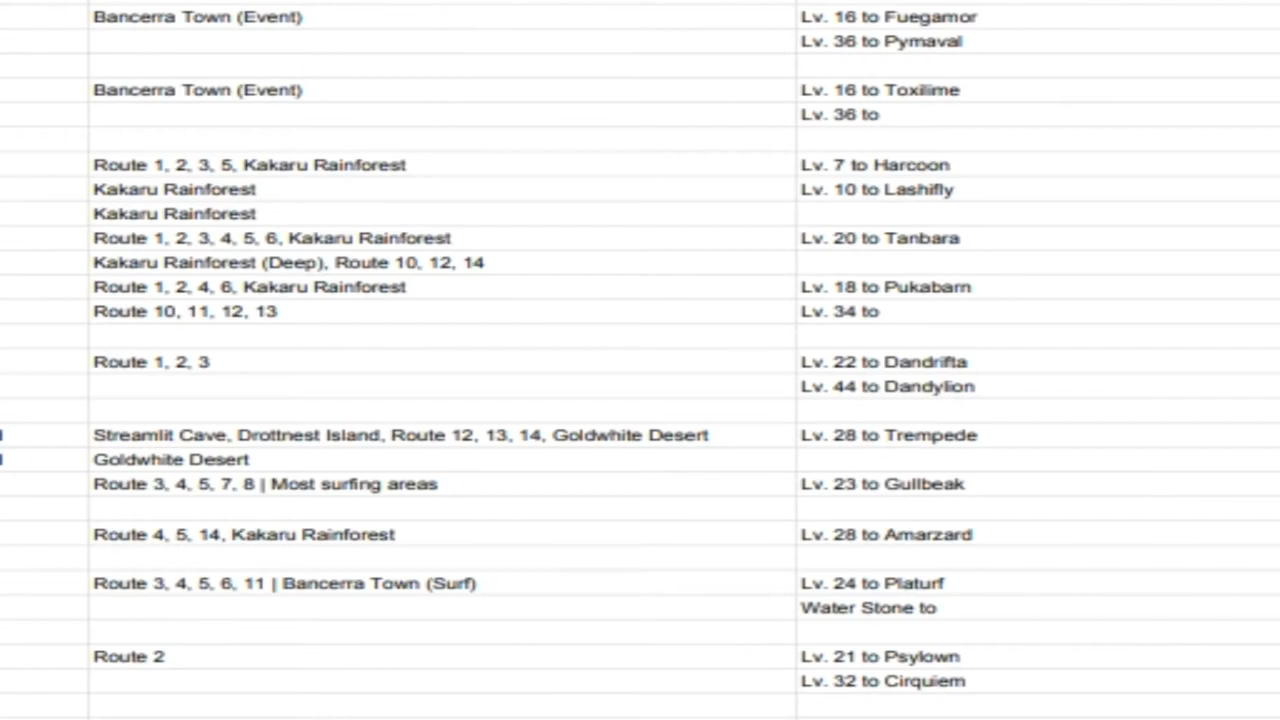 Bancerra Town (Event) Lv. 16 to Fuegamor
Lv. 36 to Pymaval
Bancerra Town (Event) Lv. 16 to Toxilime
Lv. 36 to
Route 1, 2, 3, 5, Kakaru Rainforest Lv. 7 to Harcoon
Kakaru Rainforest Lv. 10 to Lashifly
Kakaru Rainforest
Route 1, 2, 3, 4, 5, 6, Kakaru Rainforest Lv. 20 to Tanbara
Kakaru Rainforest (Deep), Route 10, 12, 14
Route 1, 2, 4, 6, Kakaru Rainforest Lv. 18 to Pukabarn
Route 10, 11, 12, 13 Lv. 34 to
Route 1, 2, 3 Lv. 22 to Dandrifta
Lv. 44 to Dandylion
Streamlit Cave, Drottnest Island, Route 12, 13, 14, Goldwhite Desert Lv. 28 to Trempede
Goldwhite Desert
Route 3, 4, 5, 7, 8 | Most surfing areas Lv. 23 to Gullbeak
Route 4, 5, 14, Kakaru Rainforest Lv. 28 to Amarzard
Route 3, 4, 5, 6, 11 | Bancerra Town (Surf) Lv. 24 to Platurf
Water Stone to
Route 2 Lv. 21 to Psylown
Lv. 32 to Cirquiem